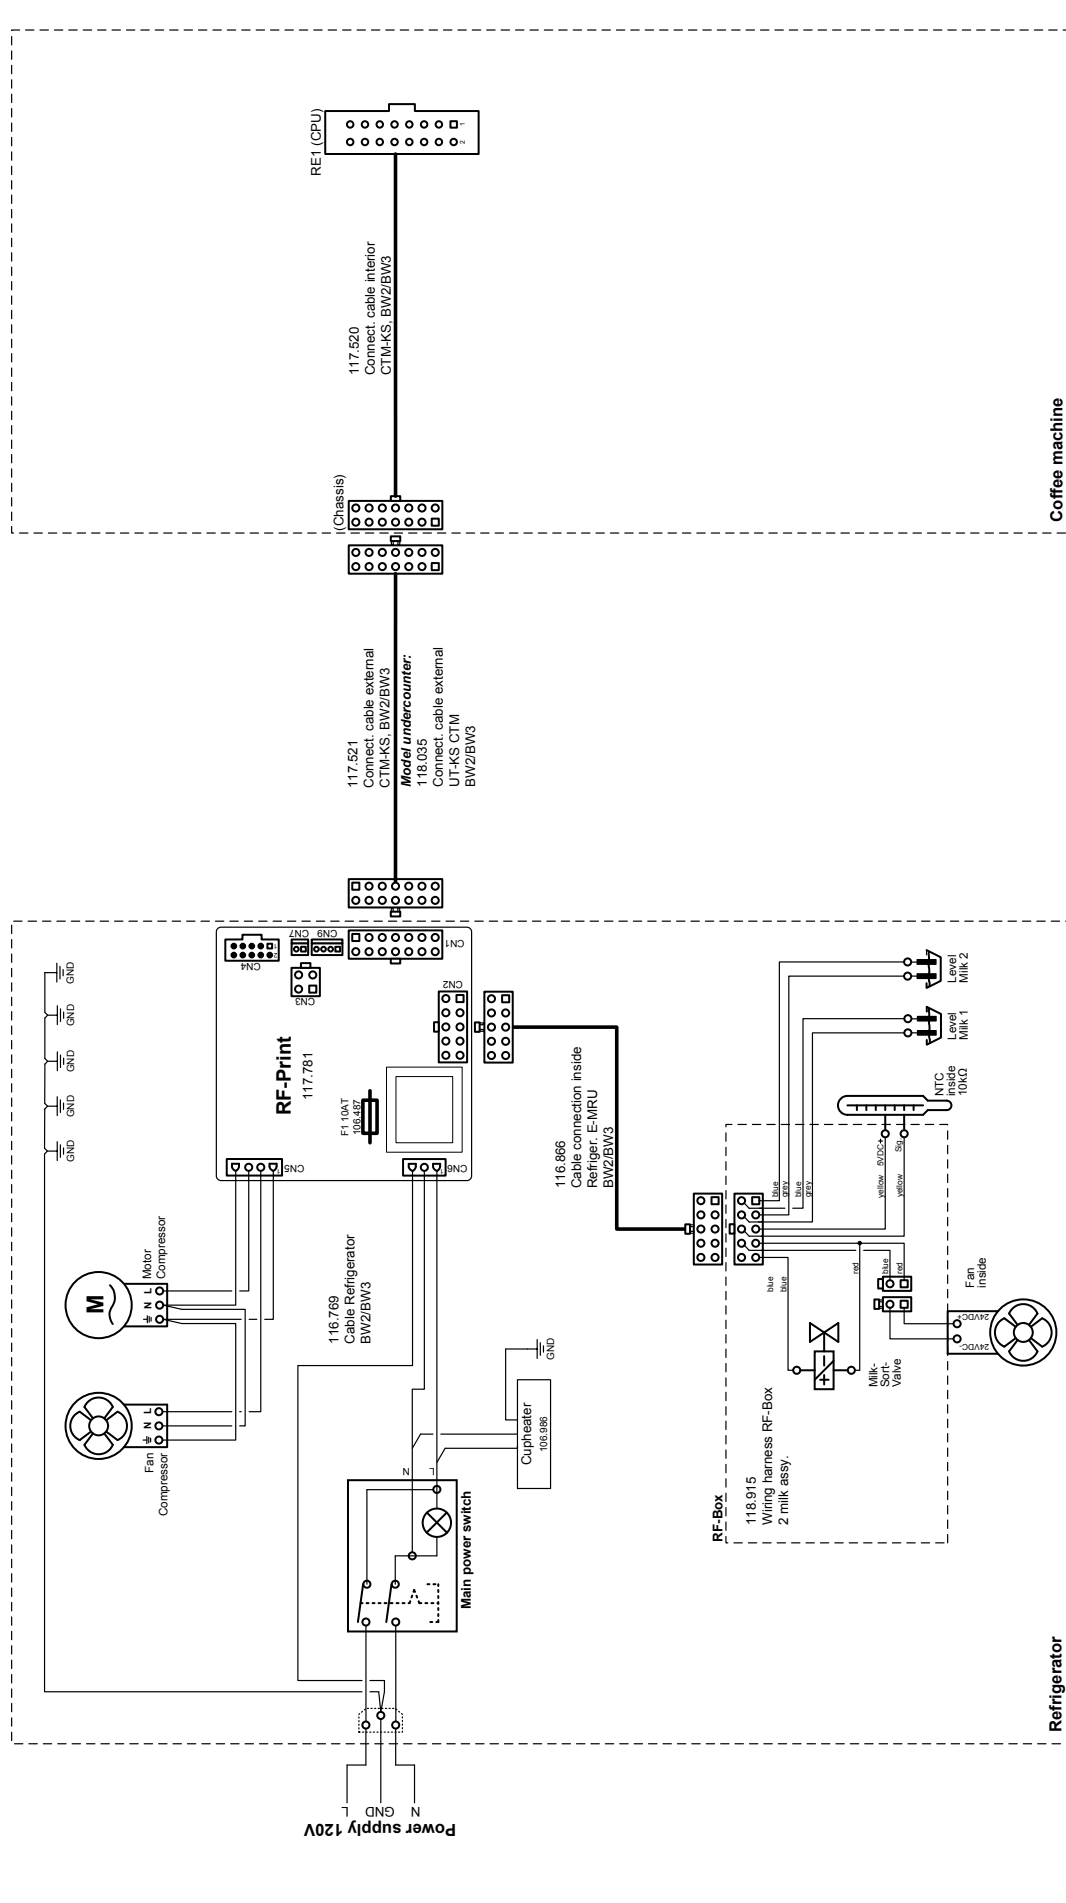 RE1 (CPU)
1
2
117.520
Connect. cable interior
CTM-KS, BW2/BW3
(Chassis)
Coffee machine
117.521
Connect. cable external
CTM-KS, BW2/BW3
Model undercounter:
118.035
Connect. cable external
UT-KS CTM
BW2/BW3
GND
GND
GND
GND
GND
CN4
1
2
CN7
CN9
CN1
CN3
CN2
RF-Print
117.781
F1 10AT
106.487
CN5
1
CN6
1
Motor
Compressor
M
L
N
Fan
Compressor
L
N
116.769
Cable Refrigerator
BW2/BW3
GND
Cupheater
106.986
N
L
Main power switch
116.866
Cable connection inside
Refriger. E-MRU
BW2/BW3
Level
Milk 2
Level
Milk 1
NTC
inside
10kΩ
5VDC+
Sig
yellow
yellow
blue
grey
blue
grey
blue
blue
red
blue
red
Fan
inside
24VDC+
24VDC-
Milk-
Sort-
Valve
RF-Box
118.915
Wiring harness RF-Box
2 milk assy.
Refrigerator
L
GND
N
Power supply 120V